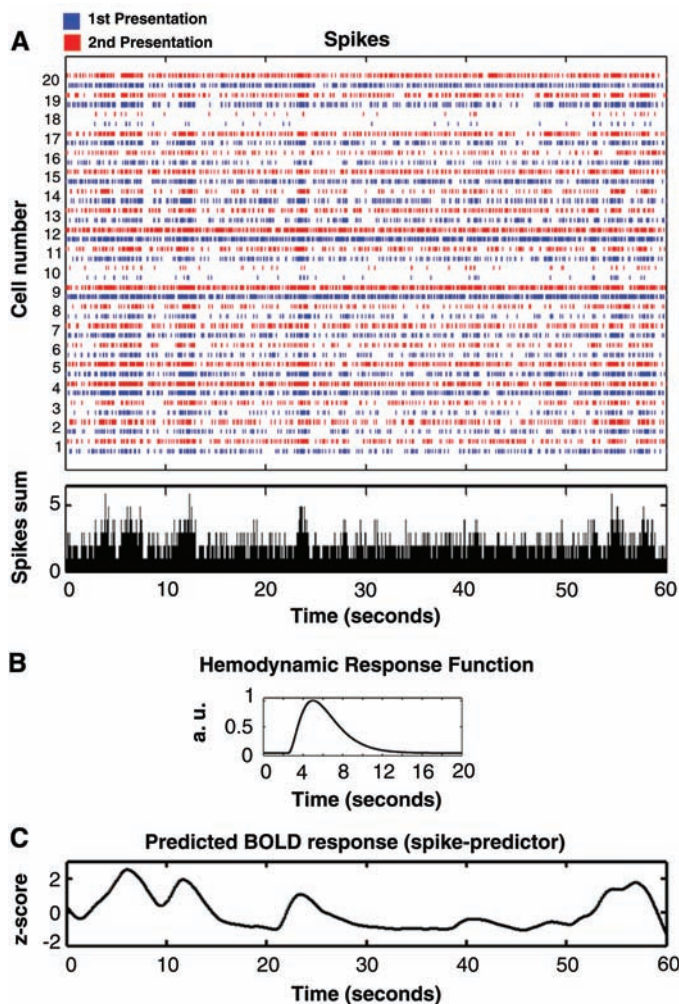 1st Presentation
A
2nd Presentation
Spikes
Cell number
20
19
18
17
16
15
14
13
12
11
10
9
8
7
6
5
4
3
2
1
Spikes sum
5
0
0 10 20 30 40 50 60
Time (seconds)
B
Hemodynamic Response Function
a. u.
1
0.5
0
0 4 8 12 16 20
Time (seconds)
C
Predicted BOLD response (spike-predictor)
z-score
2
0
-2
0 10 20 30 40 50 60
Time (seconds)